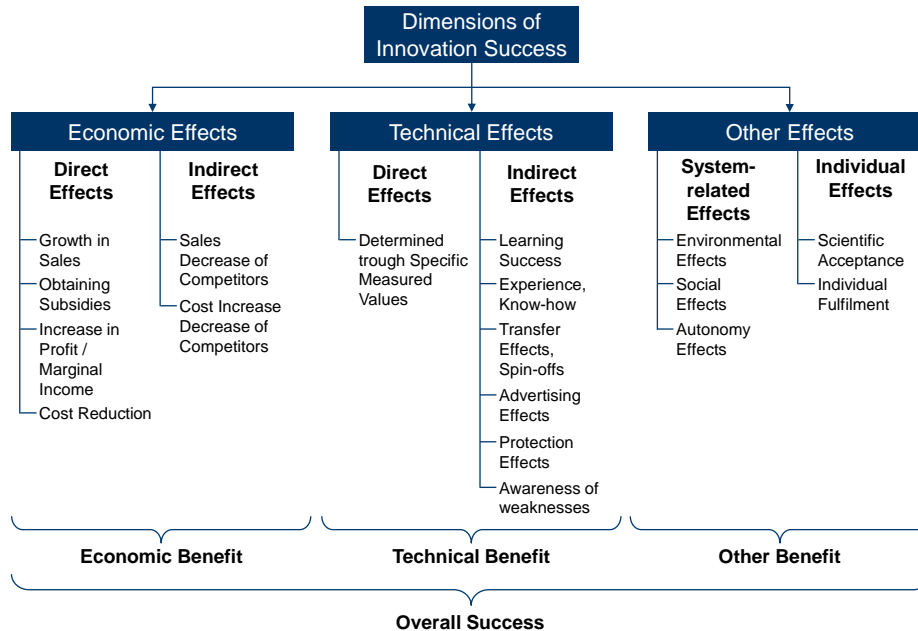 Dimensions of
Innovation Success
Economic Effects
Direct
Effects
Growth in
Sales
Obtaining
Subsidies
Increase in
Profit /
Marginal
Income
Cost Reduction
Indirect
Effects
Sales
Decrease of
Competitors
Cost Increase
Decrease of
Competitors
Technical Effects
Direct
Effects
Determined
trough Specific
Measured
Values
Indirect
Effects
Learning
Success
Experience,
Know-how
Transfer
Effects,
Spin-offs
Advertising
Effects
Protection
Effects
Awareness of
weaknesses
Other Effects
System-
related
Effects
Environmental
Effects
Social
Effects
Autonomy
Effects
Individual
Effects
Scientific
Acceptance
Individual
Fulfilment
Economic Benefit
Technical Benefit
Other Benefit
Overall Success